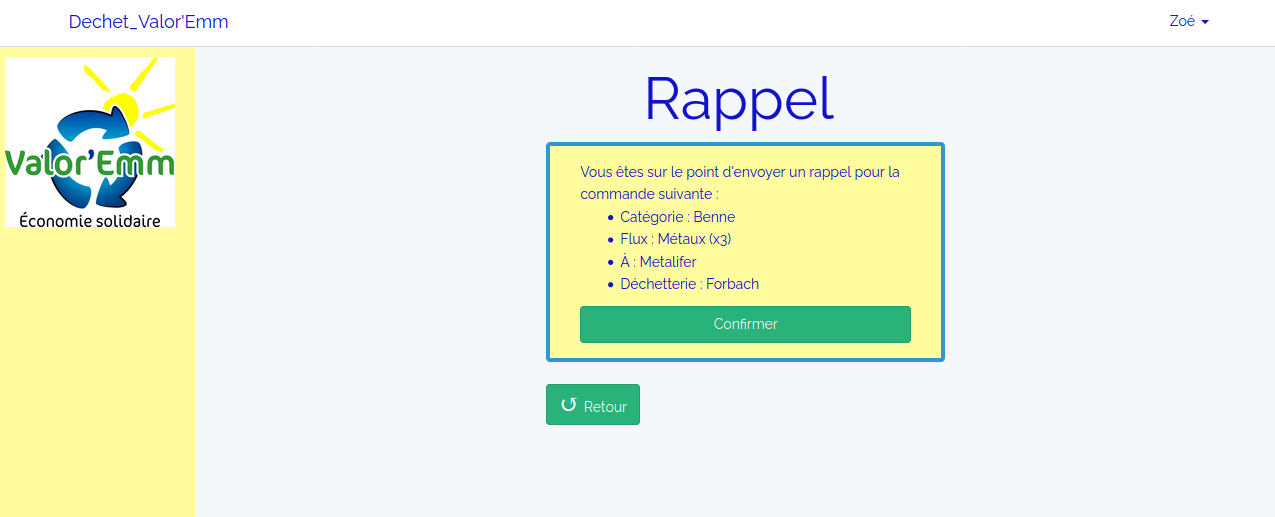 Dechet_Valor'Emm
Zoé
Valor'Emm
Économie solidaire
Rappel
Vous êtes sur le point d'envoyer un rappel pour la
commande suivante :
• Catégorie : Benne
• Flux : Métaux (x3)
• À : Metalifer
• Déchetterie : Forbach
Confirmer
↺ Retour